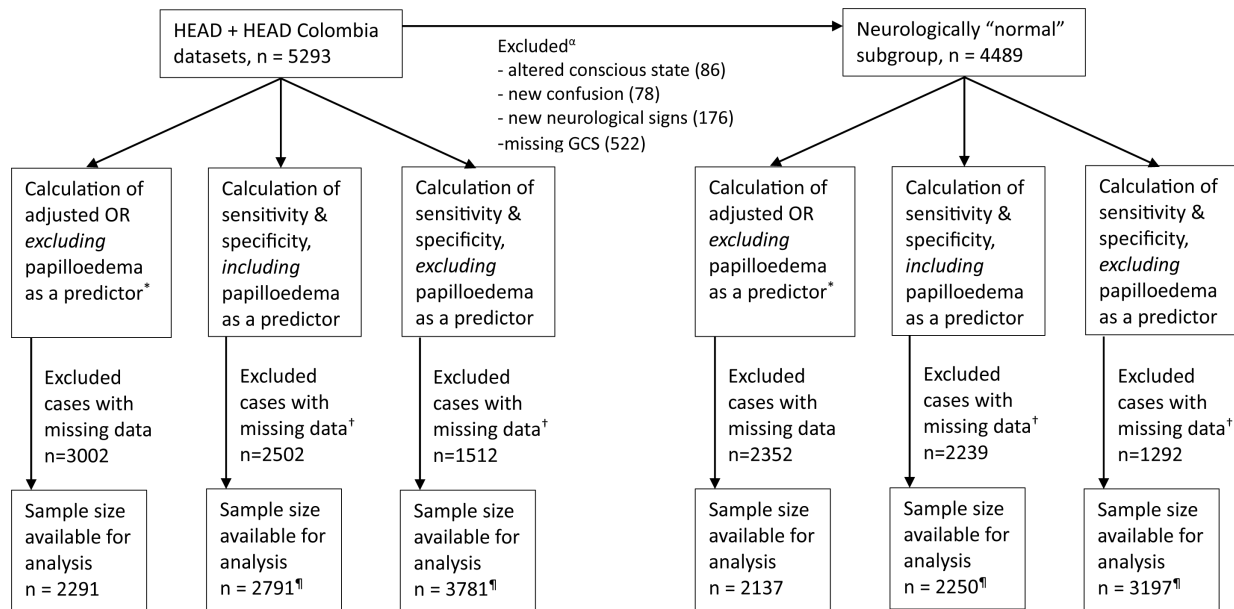 HEAD + HEAD Colombia
datasets, n = 5293
Excludedα
- altered conscious state (86)
- new confusion (78)
- new neurological signs (176)
-missing GCS (522)
Neurologically “normal”
subgroup, n = 4489
Calculation of
adjusted OR
excluding
papilloedema
as a predictor*
Calculation of
sensitivity &
specificity,
including
papilloedema
as a predictor
Calculation of
sensitivity &
specificity,
excluding
papilloedema
as a predictor
Calculation of
adjusted OR
excluding
papilloedema
as a predictor*
Calculation of
sensitivity &
specificity,
including
papilloedema
as a predictor
Calculation of
sensitivity &
specificity,
excluding
papilloedema
as a predictor
Excluded
cases with
missing data
n=3002
Excluded
cases with
missing data†
n=2502
Excluded
cases with
missing data†
n=1512
Excluded
cases with
missing data
n=2352
Excluded
cases with
missing data†
n=2239
Excluded
cases with
missing data†
n=1292
Sample size
available for
analysis
n = 2291
Sample size
available for
analysis
n = 2791¶
Sample size
available for
analysis
n = 3781¶
Sample size
available for
analysis
n = 2137
Sample size
available for
analysis
n = 2250¶
Sample size
available for
analysis
n = 3197¶